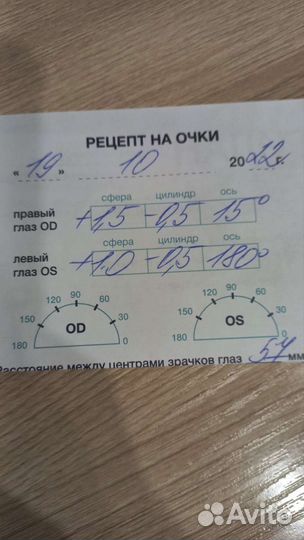 РЕЦЕПТ НА ОЧКИ
"19" 10 2022 г.
сфера цилиндр ось
правый глаз OD +1,5 -0,5 15°
сфера цилиндр ось
левый глаз OS +1.0 -0,5 180°
90
120 60
150 30
180 OD 0
90
120 60
150 30
180 OS 0
Расстояние между центрами зрачков глаз 57 мм
Avito